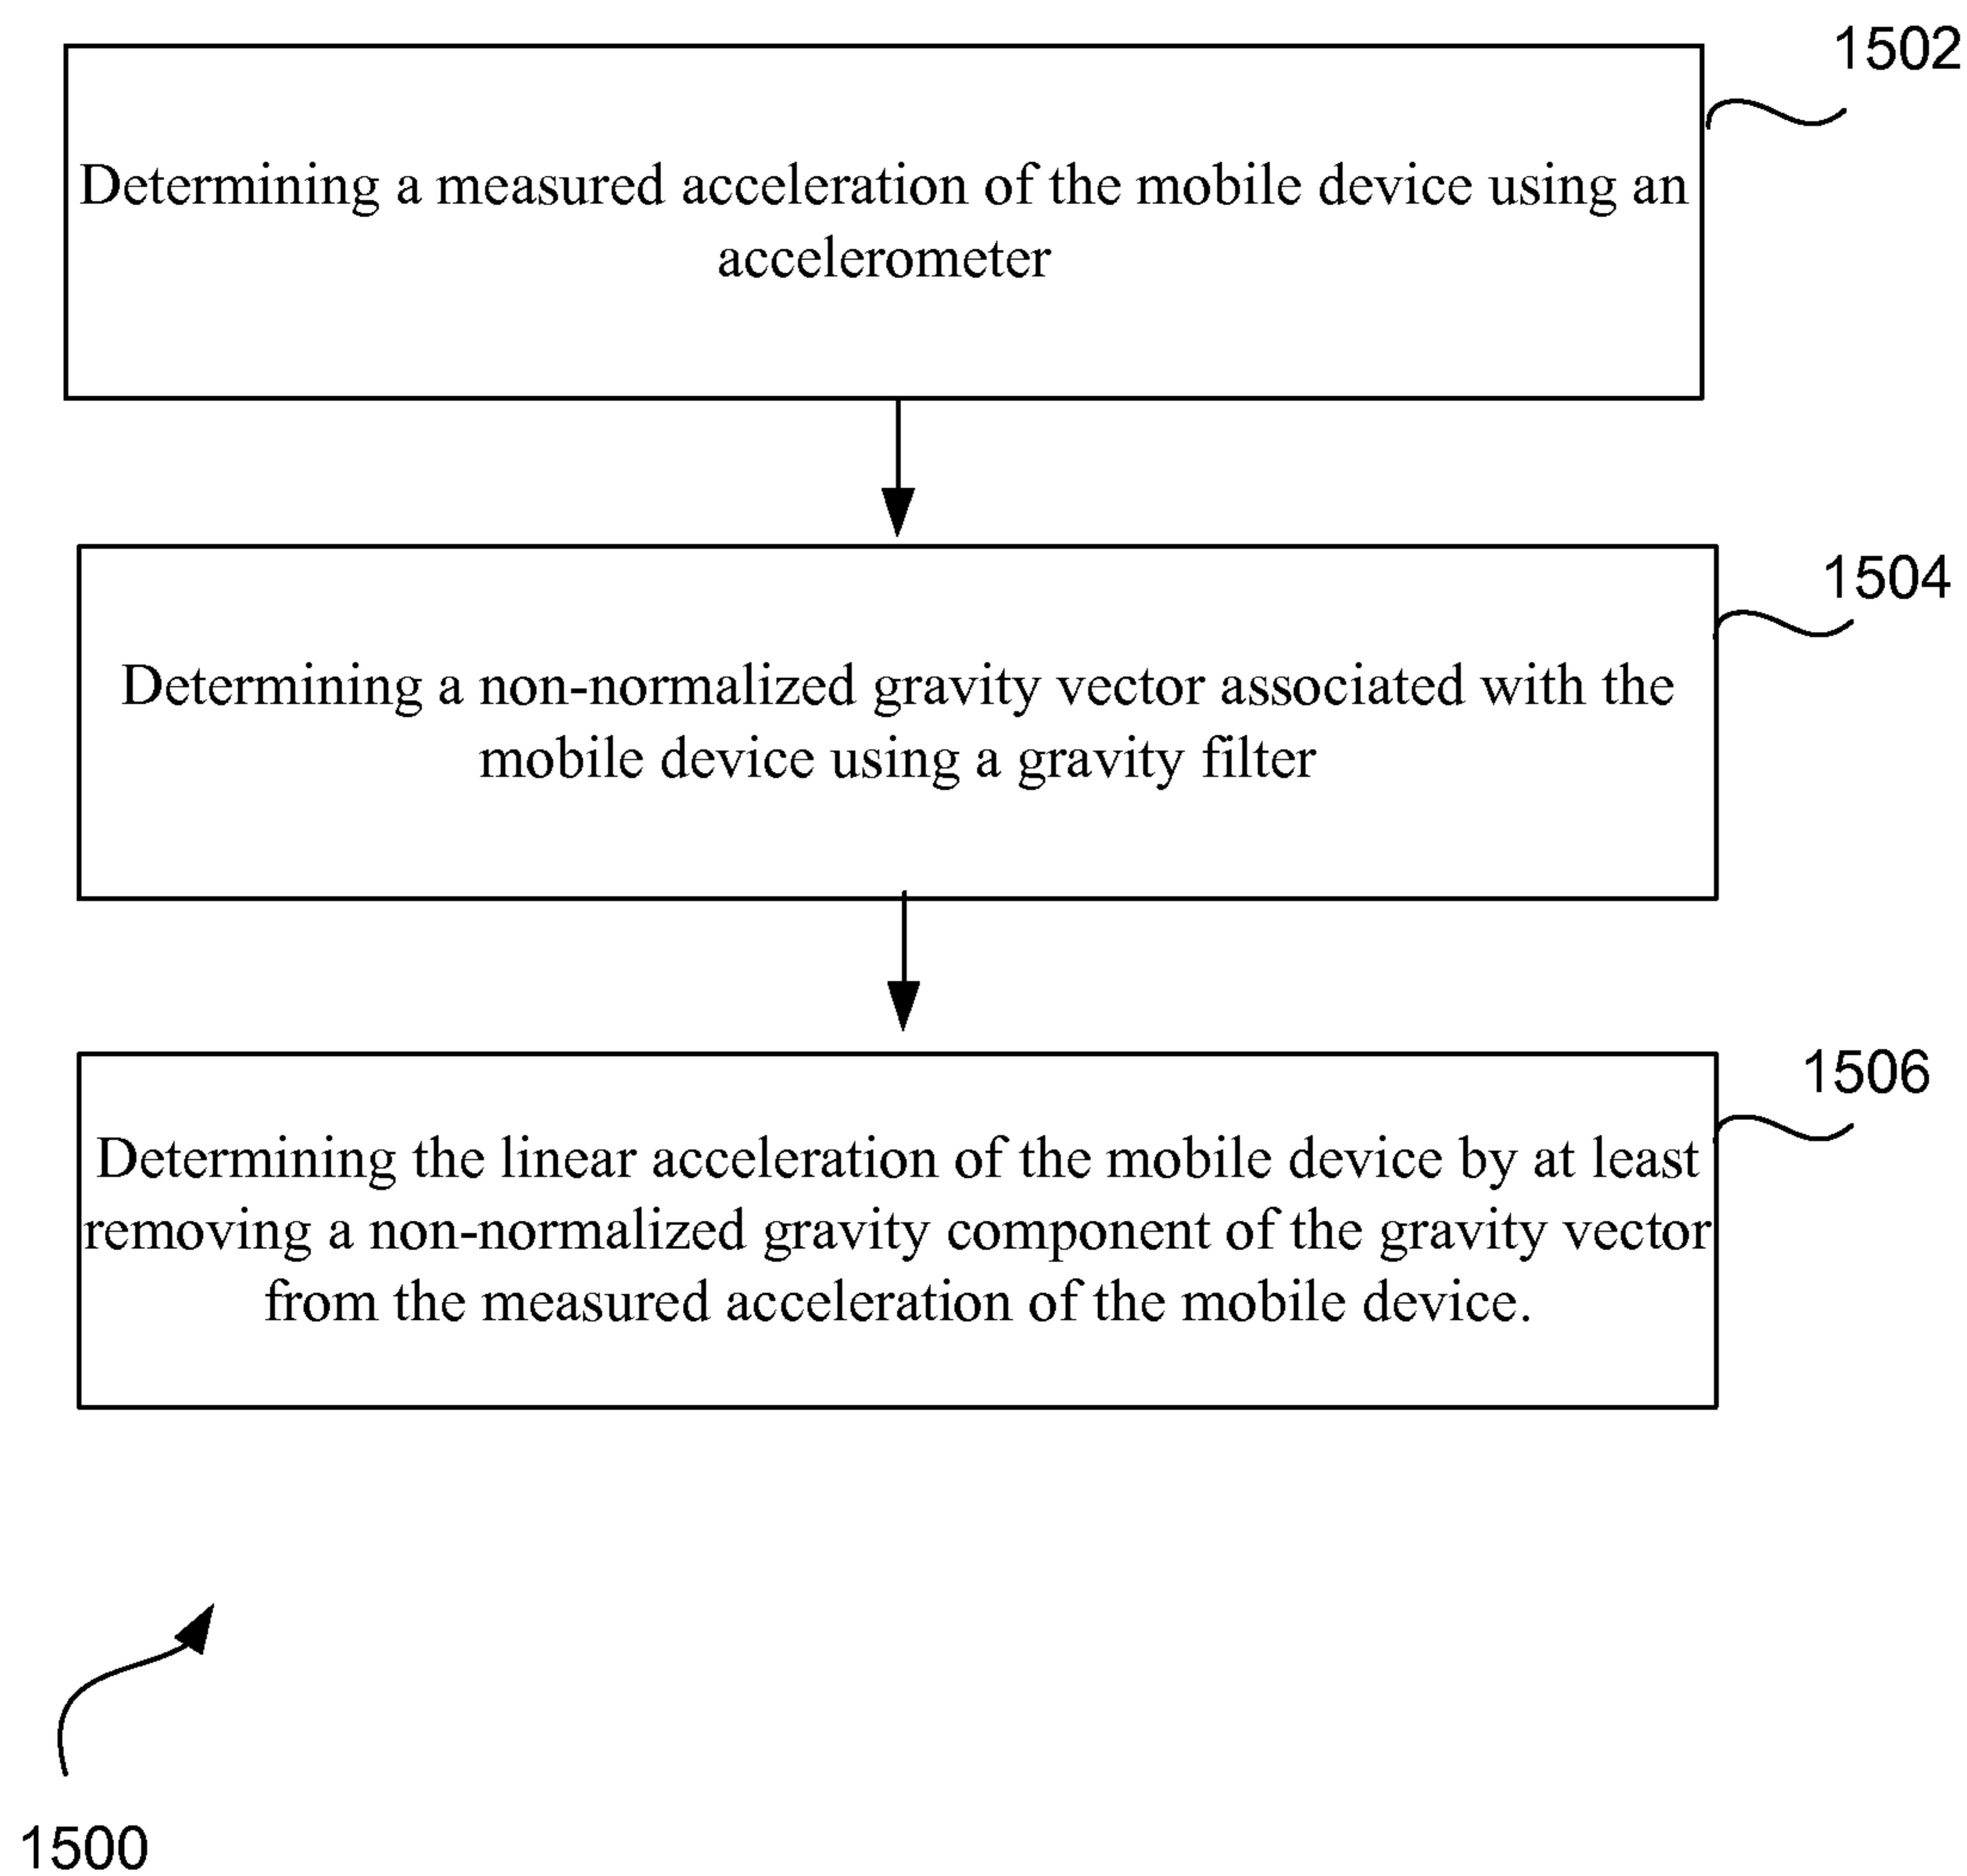 1502
Determining a measured acceleration of the mobile device using an
accelerometer
1504
Determining a non-normalized gravity vector associated with the
mobile device using a gravity filter
1506
Determining the linear acceleration of the mobile device by at least
removing a non-normalized gravity component of the gravity vector
from the measured acceleration of the mobile device.
1500